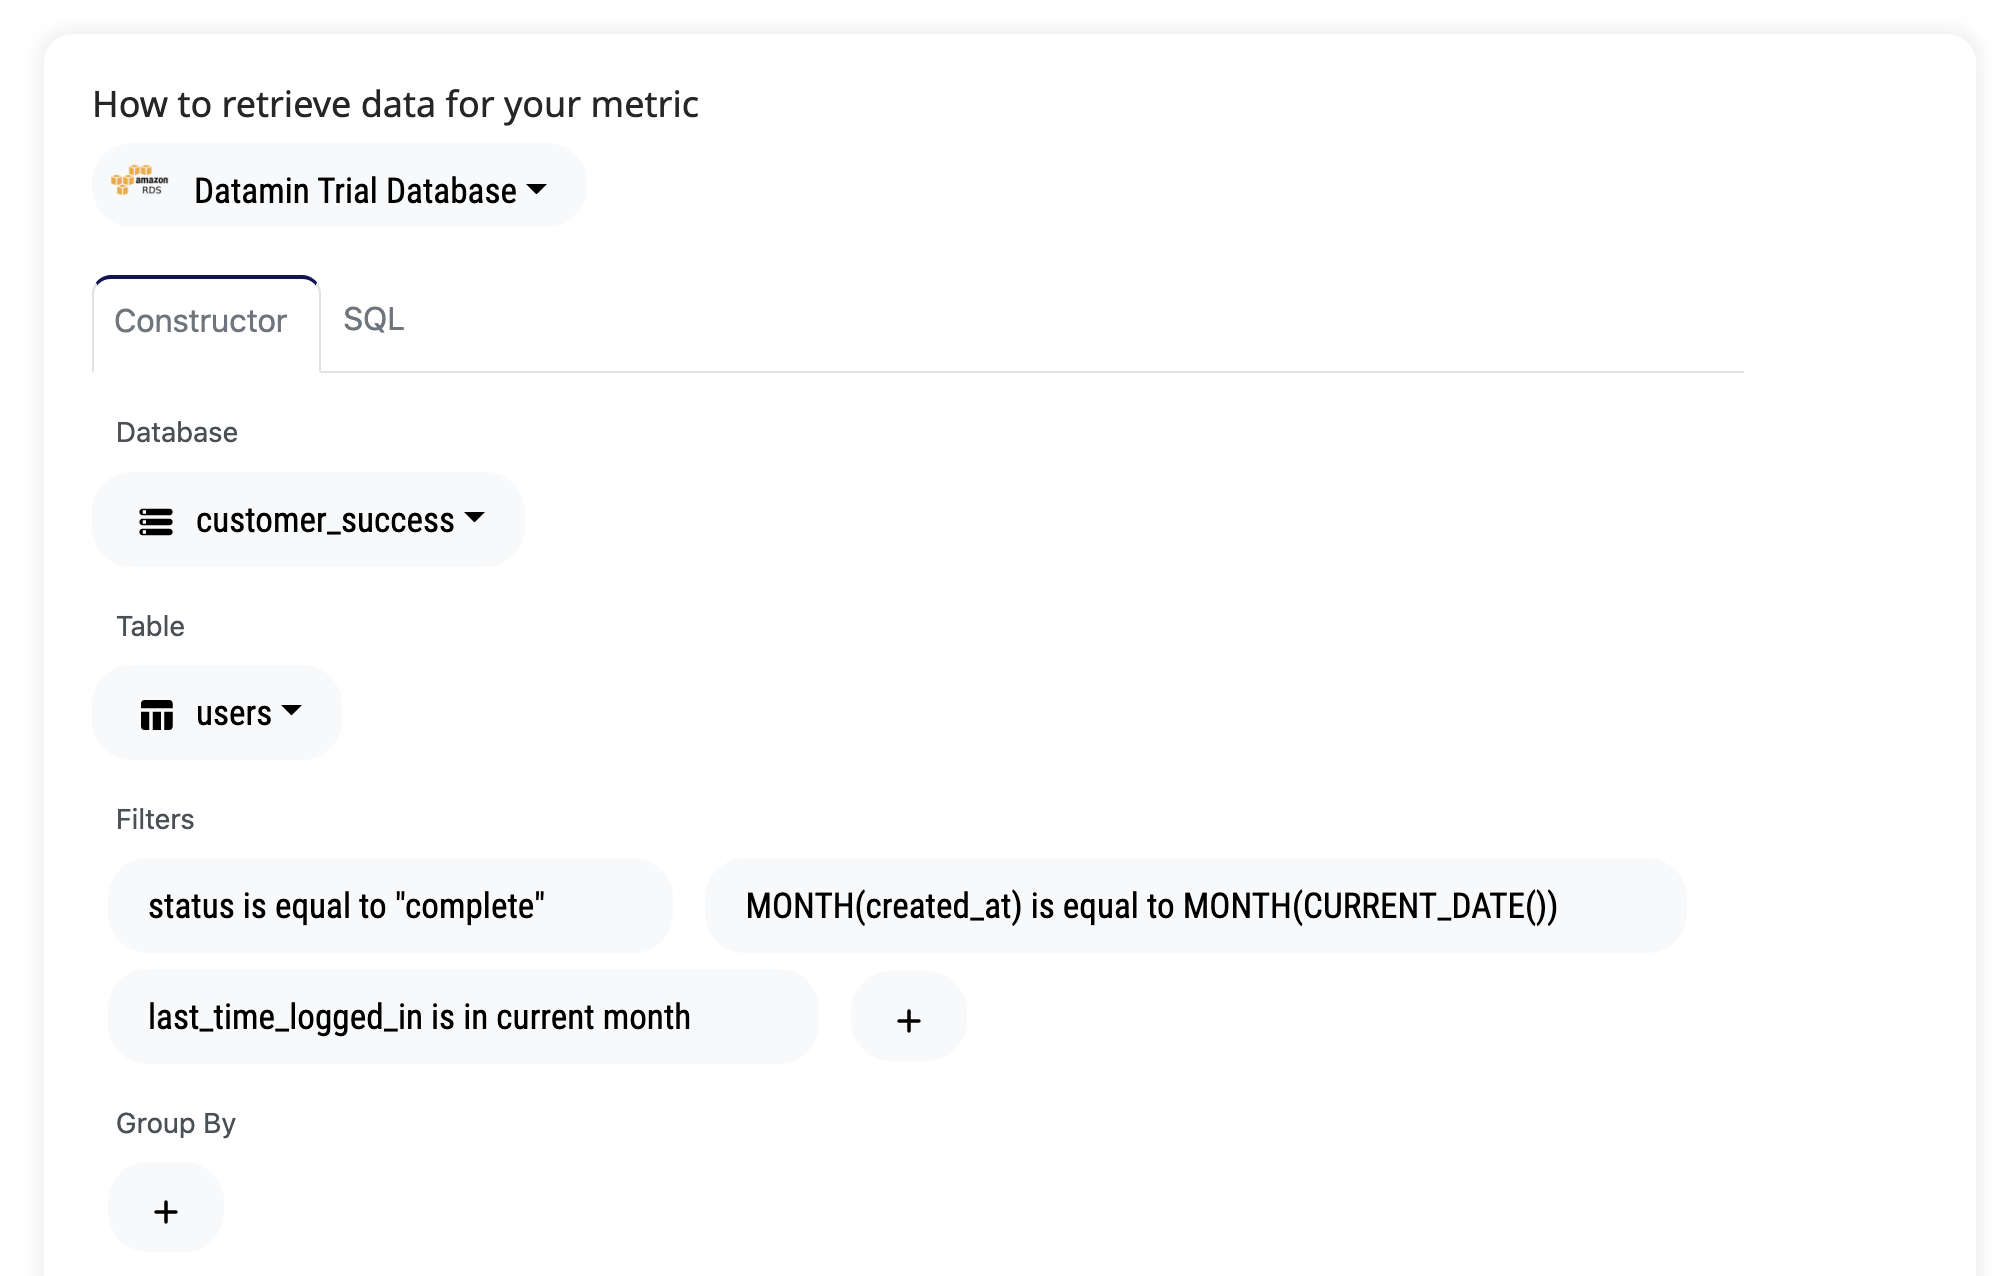 How to retrieve data for your metric
amazon
RDS
Datamin Trial Database
Constructor SQL
Database
customer_success
Table
users
Filters
status is equal to "complete" MONTH(created_at) is equal to MONTH(CURRENT_DATE())
last_time_logged_in is in current month +
Group By
+